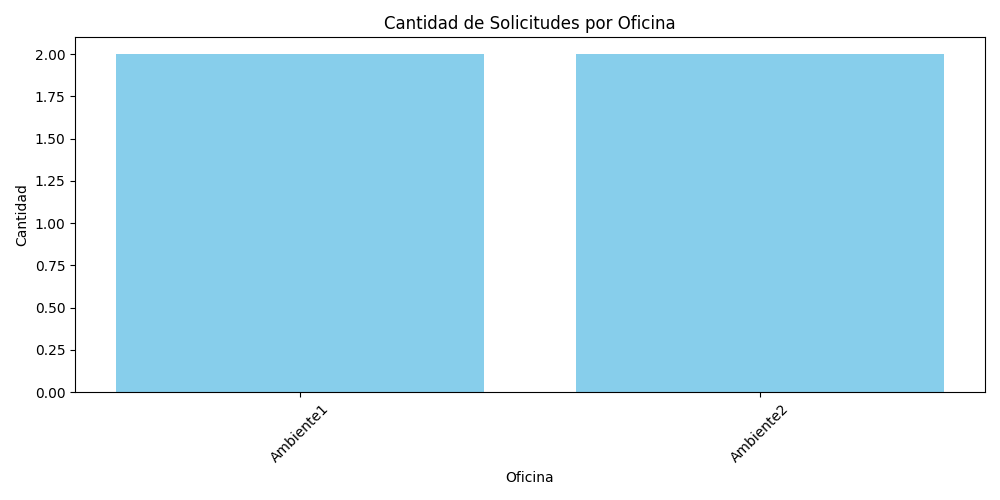 Cantidad de Solicitudes por Oficina
Cantidad
2.00
1.75
1.50
1.25
1.00
0.75
0.50
0.25
0.00
Ambiente1
Ambiente2
Oficina